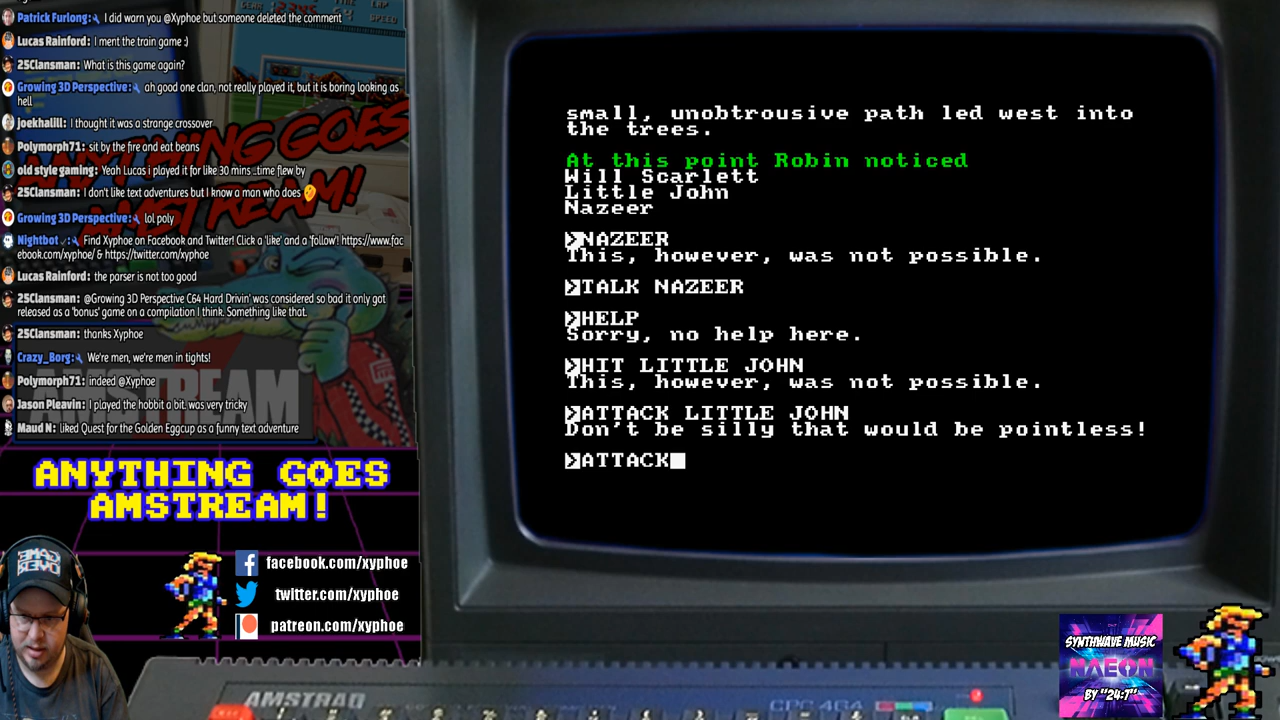 Patrick Furlong: I did warn you @Xyphoe but someone deleted the comment
Lucas Rainford: I ment the train game :)
25Clansman: What is this game again?
Growing 3D Perspective: ah good one clan, not really played it, but it is boring looking as
hell
joekhalill: I thought it was a strange crossover
Polymorph71: sit by the fire and eat beans
old style gaming: Yeah Lucas i played it for like 30 mins ..time flew by
25Clansman: I don't like text adventures but I know a man who does
Growing 3D Perspective: lol poly
Nightbot: Find Xyphoe on Facebook and Twitter! Click a 'like' and a 'follow'! https://www.fac
ebook.com/xyphoe/ & https://twitter.com/xyphoe
Lucas Rainford: the parser is not too good
25Clansman: @Growing 3D Perspective C64 Hard Drivin' was considered so bad it only got
released as a 'bonus' game on a compilation I think. Something like that.
25Clansman: thanks Xyphoe
Crazy_Borg: We're men, we're men in tights!
Polymorph71: indeed @Xyphoe
Jason Pleavin: I played the hobbit a bit. was very tricky
Maud N: liked Quest for the Golden Eggcup as a funny text adventure
ANYTHING GOES
AMSTREAM!
facebook.com/xyphoe
twitter.com/xyphoe
patreon.com/xyphoe
small, unobtrousive path led west into
the trees.
At this point Robin noticed
Will Scarlett
Little John
Nazeer
>NAZEER
This, however, was not possible.
>TALK NAZEER
>HELP
Sorry, no help here.
>HIT LITTLE JOHN
This, however, was not possible.
>ATTACK LITTLE JOHN
Don't be silly that would be pointless!
>ATTACK
AMSTRAD
CPC 464
SYNTHWAVE MUSIC
NAEON
BY "24:7"